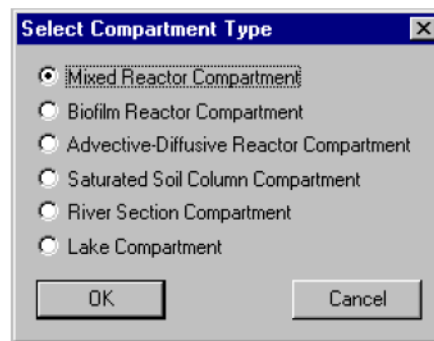 Select Compartment Type
Mixed Reactor Compartment
Biofilm Reactor Compartment
Advective-Diffusive Reactor Compartment
Saturated Soil Column Compartment
River Section Compartment
Lake Compartment
OK Cancel